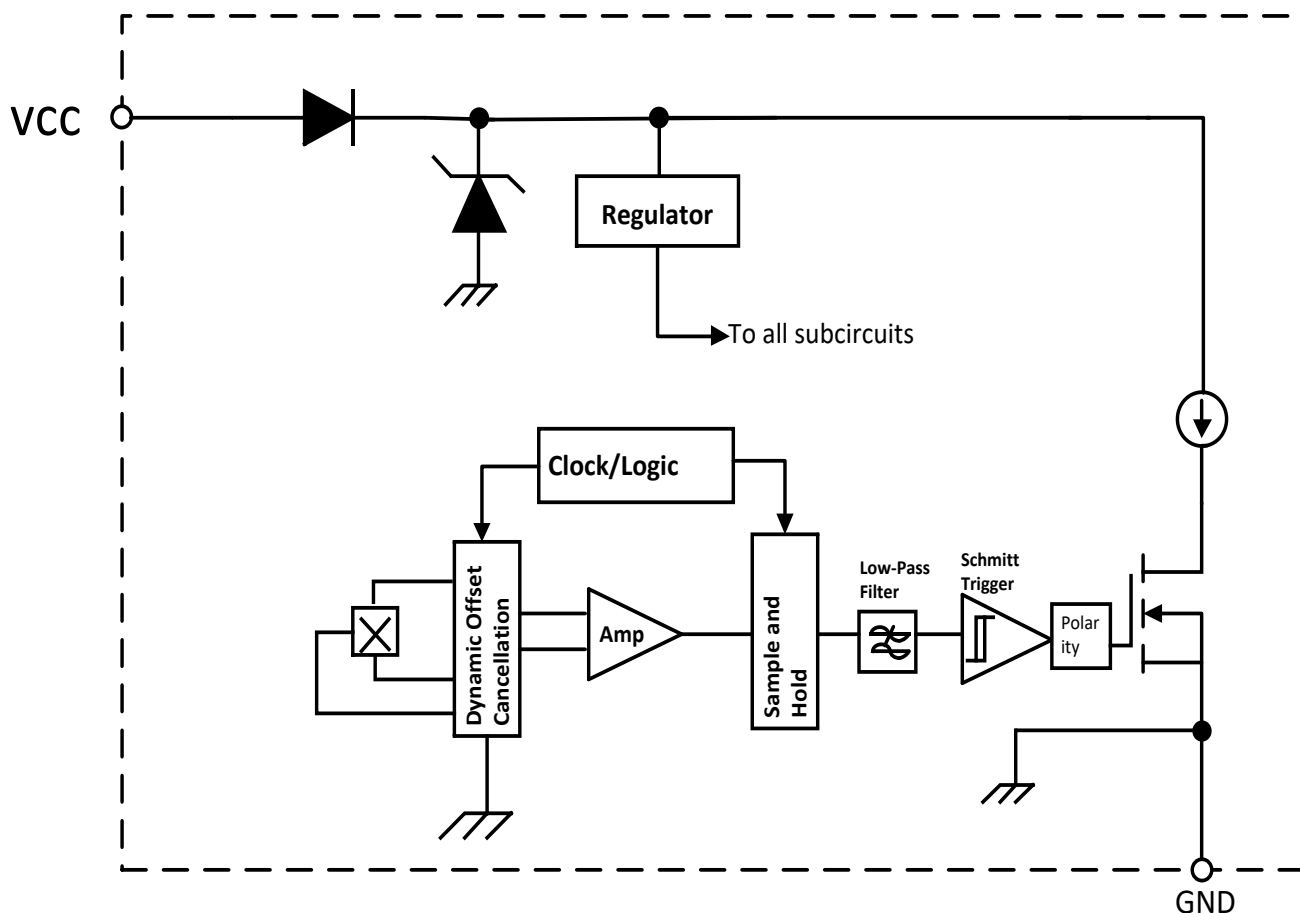 VCC
Regulator
To all subcircuits
Clock/Logic
Dynamic Offset
Cancellation
Amp
Sample and
Hold
Low-Pass
Filter
Schmitt
Trigger
Polar
ity
GND